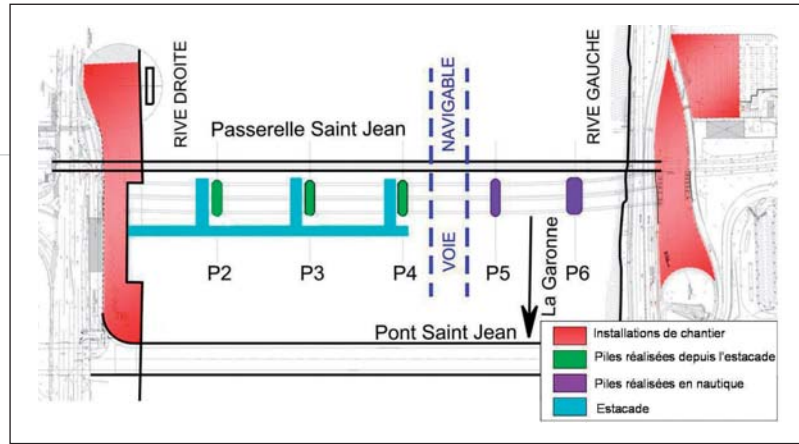 RIVE DROITE
Passerelle Saint Jean
NAVIGABLE
VOIE
RIVE GAUCHE
P2
P3
P4
P5
P6
La Garonne
Pont Saint Jean
Installations de chantier
Piles réalisées depuis l'estacade
Piles réalisées en nautique
Estacade